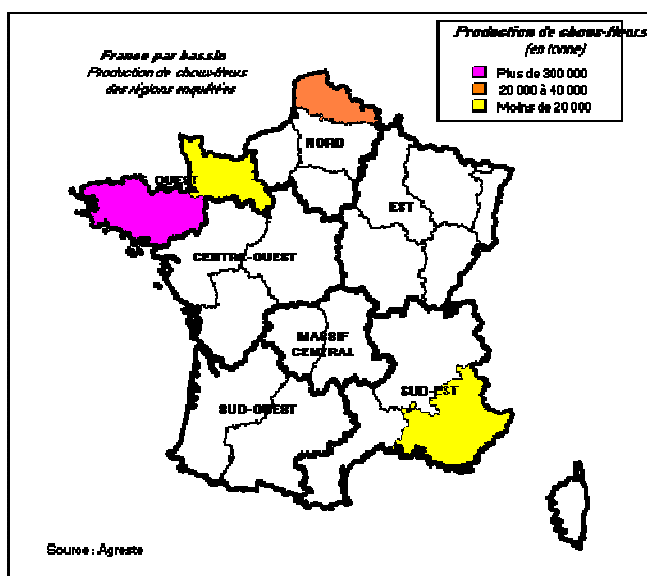 France par bassin
Production de choux-fleurs
des régions enquêtées
Production de choux-fleurs
(en tonne)
Plus de 300 000
20 000 à 40 000
Moins de 20 000
NORD
OUEST
EST
CENTRE-OUEST
MASSIF
CENTRAL
SUD-EST
SUD-OUEST
Source : Agreste